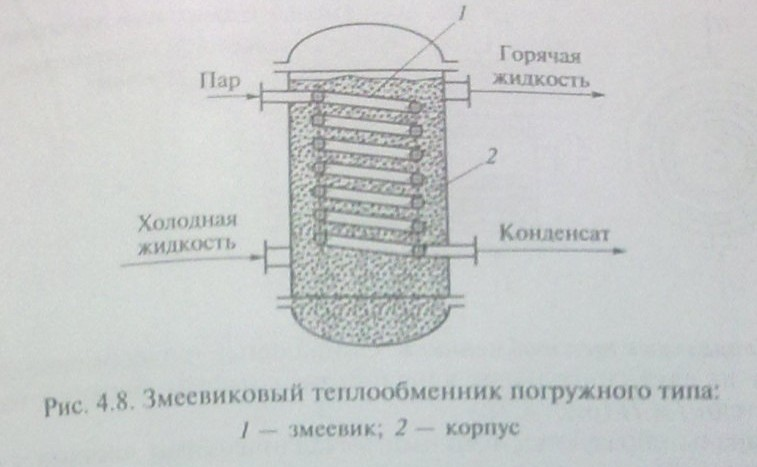 1
Горячая
жидкость
Пар
2
Холодная
жидкость
Конденсат
Рис. 4.8. Змеевиковый теплообменник погружного типа:
1 — змеевик; 2 — корпус